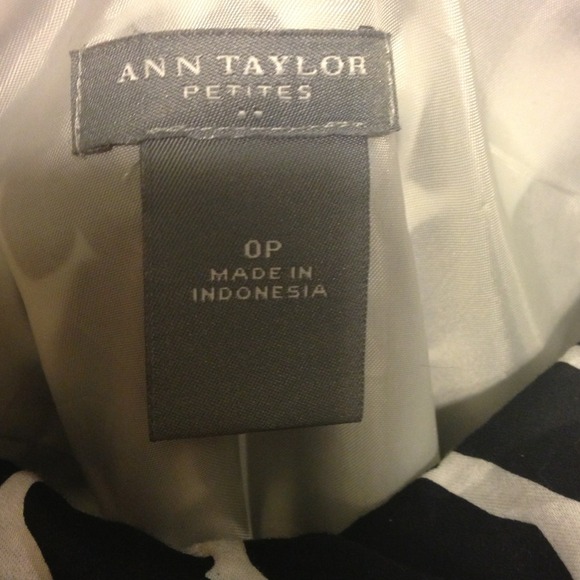 ANN TAYLOR
PETITES
0P
MADE IN
INDONESIA